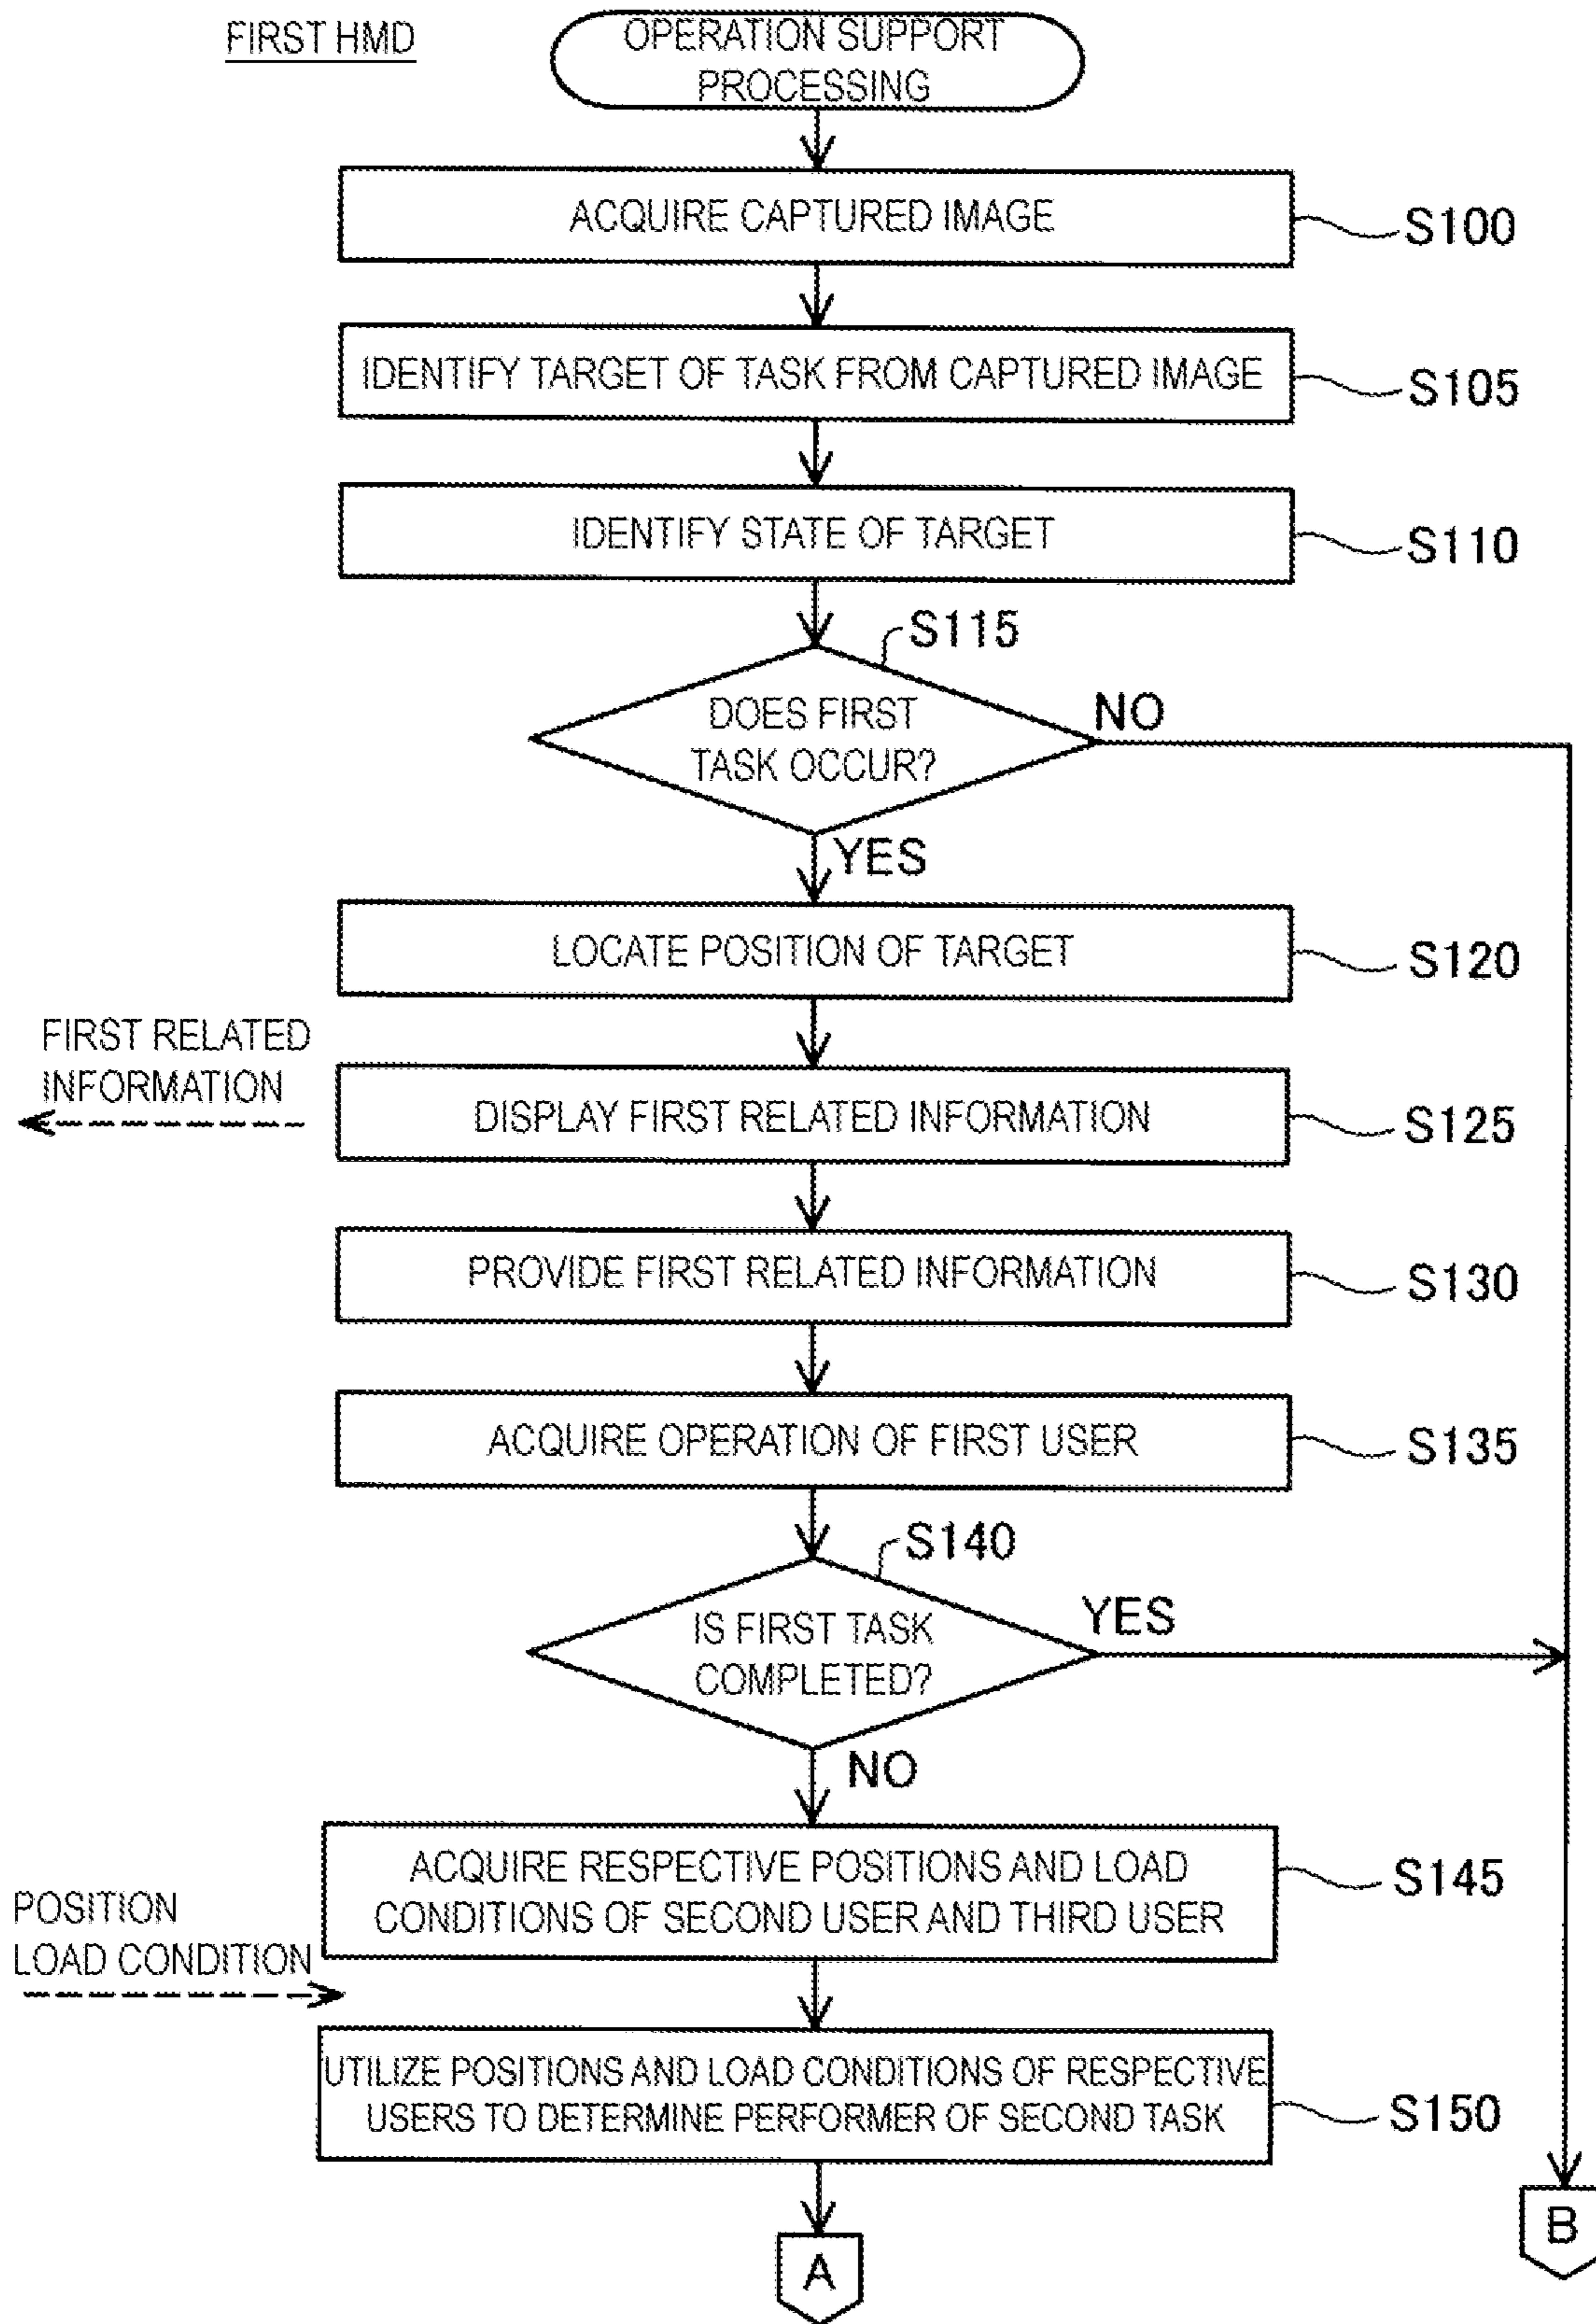 FIRST HMD
OPERATION SUPPORT
PROCESSING
ACQUIRE CAPTURED IMAGE
S100
IDENTIFY TARGET OF TASK FROM CAPTURED IMAGE
S105
IDENTIFY STATE OF TARGET
S110
S115
DOES FIRST
TASK OCCUR?
NO
YES
LOCATE POSITION OF TARGET
S120
FIRST RELATED
INFORMATION
DISPLAY FIRST RELATED INFORMATION
S125
PROVIDE FIRST RELATED INFORMATION
S130
ACQUIRE OPERATION OF FIRST USER
S135
S140
IS FIRST TASK
COMPLETED?
YES
NO
ACQUIRE RESPECTIVE POSITIONS AND LOAD
CONDITIONS OF SECOND USER AND THIRD USER
S145
POSITION
LOAD CONDITION
UTILIZE POSITIONS AND LOAD CONDITIONS OF RESPECTIVE
USERS TO DETERMINE PERFORMER OF SECOND TASK
S150
B
A